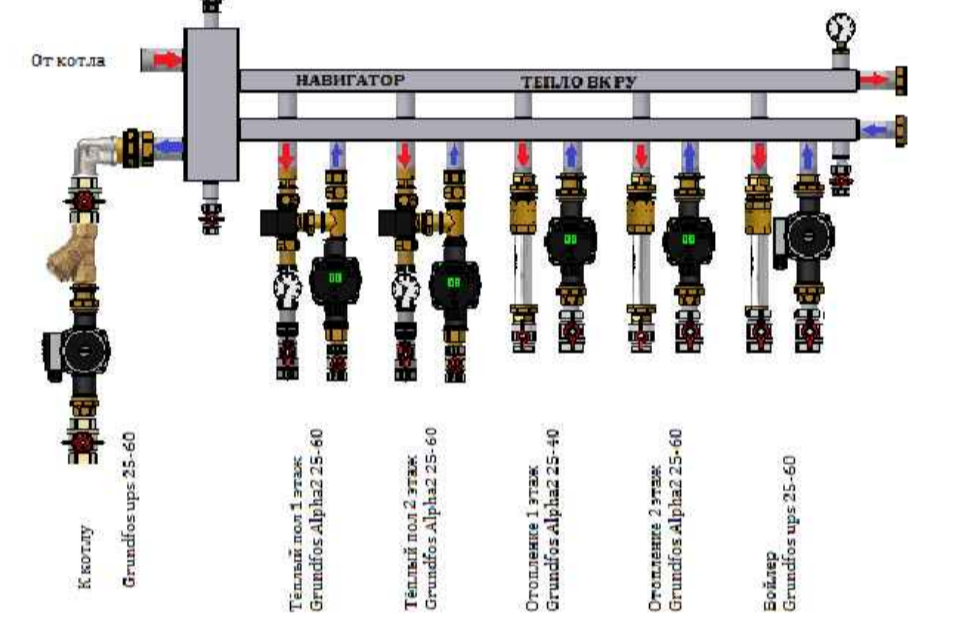 От котла
НАВИГАТОР
ТЕПЛО ВКРУ
К котлу
Grundfos ups 25-60
Тёплый пол 1 этаж
Grundfos Alpha2 25-60
Тёплый пол 2 этаж
Grundfos Alpha2 25-60
Отопление 1 этаж
Grundfos Alpha2 25-40
Отопление 2 этаж
Grundfos Alpha2 25-60
Бойлер
Grundfos ups 25-60